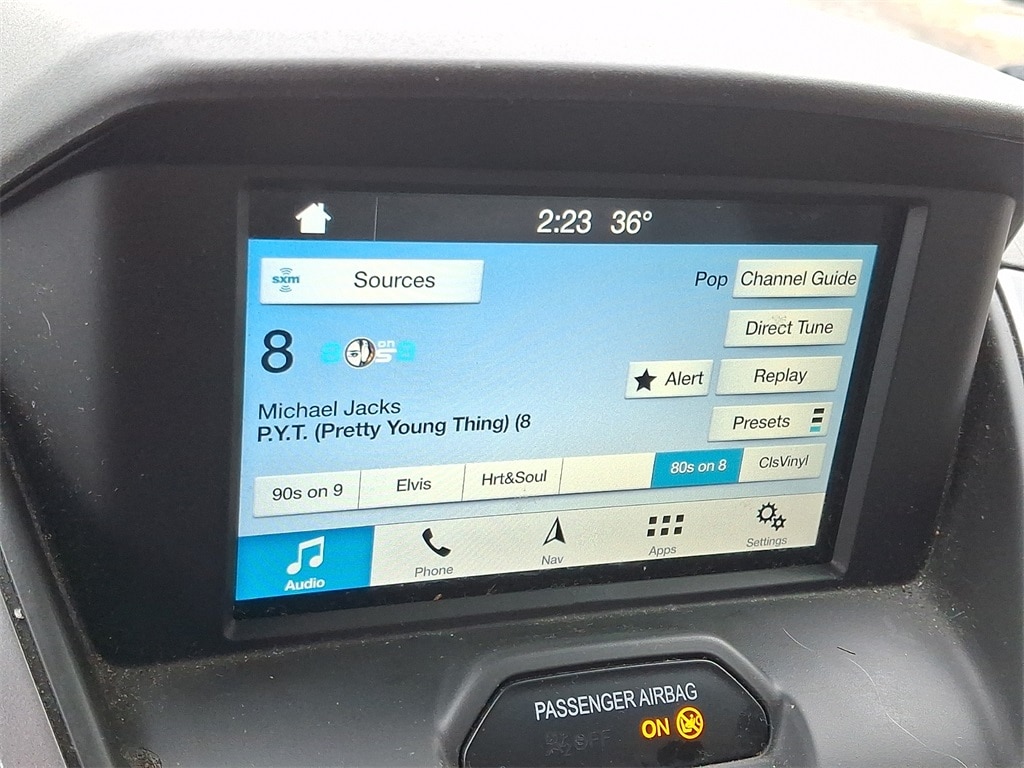 2:23 36°
sxm Sources
Pop Channel Guide
Direct Tune
8
on
Alert Replay
Michael Jacks
P.Y.T. (Pretty Young Thing) (8
Presets
90s on 9 Elvis Hrt&Soul 80s on 8 ClsVinyl
Audio Phone Nav Apps Settings
PASSENGER AIRBAG
OFF ON